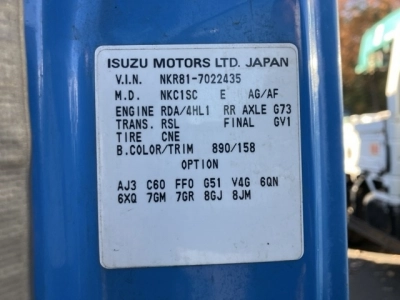 ISUZU MOTORS LTD. JAPAN
V.I.N. NKR81-7022435
M.D. NKC1SC E AG/AF
ENGINE RDA/4HL1 RR AXLE G73
TRANS. RSL FINAL GV1
TIRE CNE
B.COLOR/TRIM 890/158
OPTION
AJ3 C60 FF0 G51 V4G 6QN
6XQ 7GM 7GR 8GJ 8JM